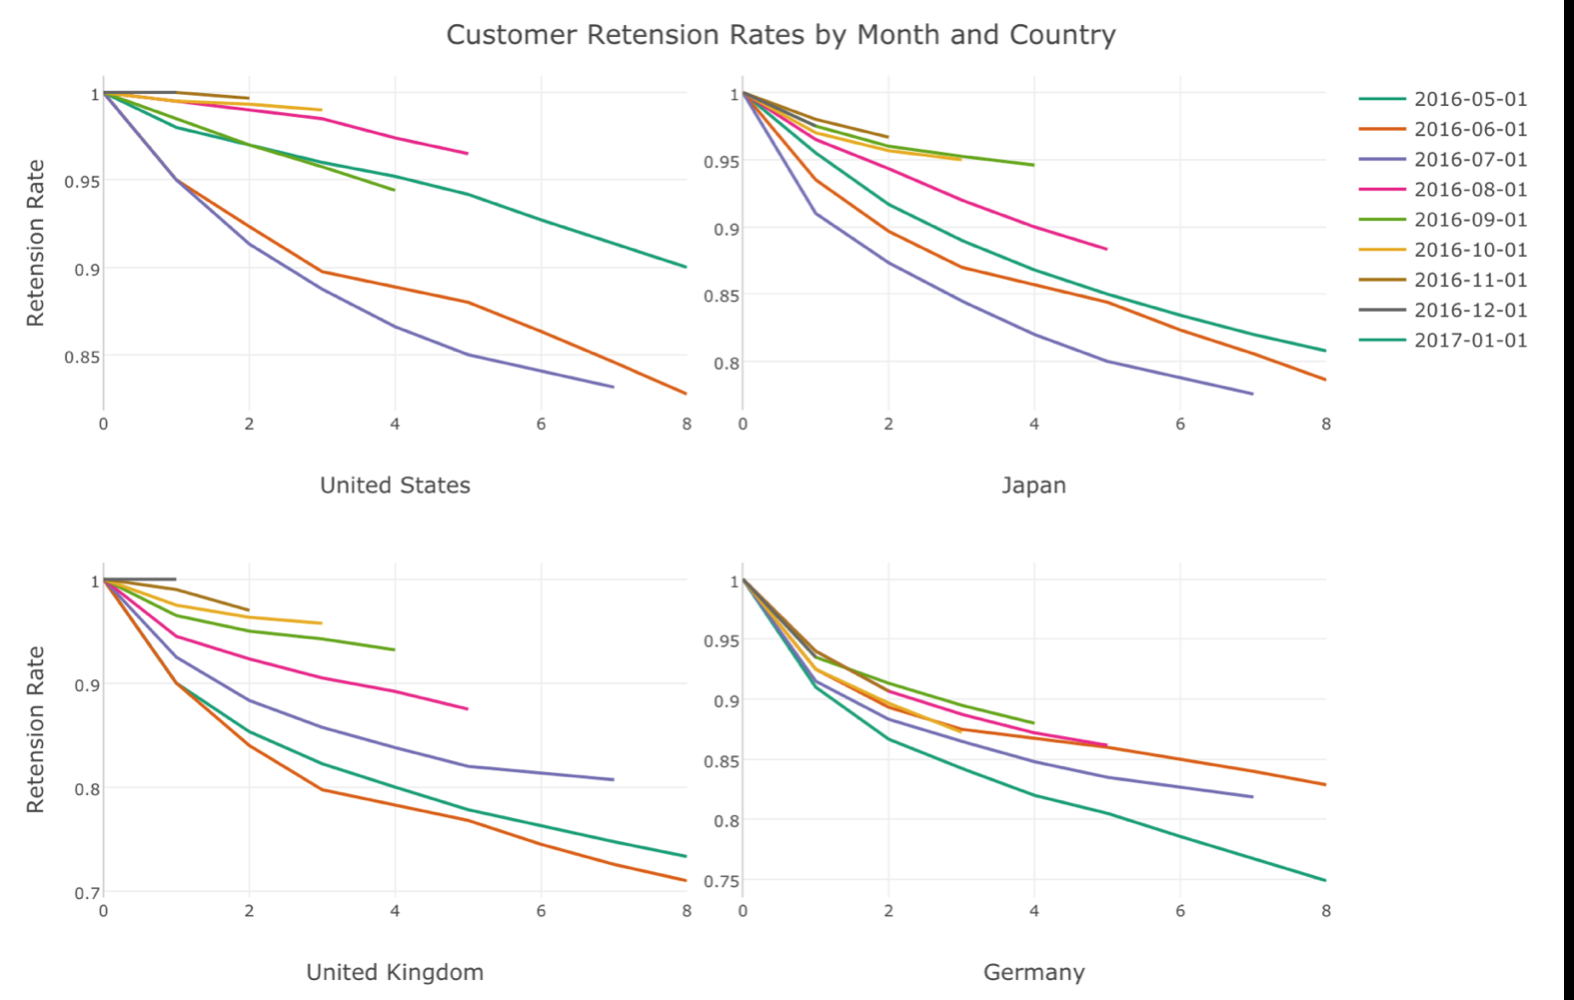 Customer Retension Rates by Month and Country
Retension Rate
1
0.95
0.9
0.85
0 2 4 6 8
United States
1
0.95
0.9
0.85
0.8
0 2 4 6 8
Japan
2016-05-01
2016-06-01
2016-07-01
2016-08-01
2016-09-01
2016-10-01
2016-11-01
2016-12-01
2017-01-01
Retension Rate
1
0.9
0.8
0.7
0 2 4 6 8
United Kingdom
1
0.95
0.9
0.85
0.8
0.75
0 2 4 6 8
Germany